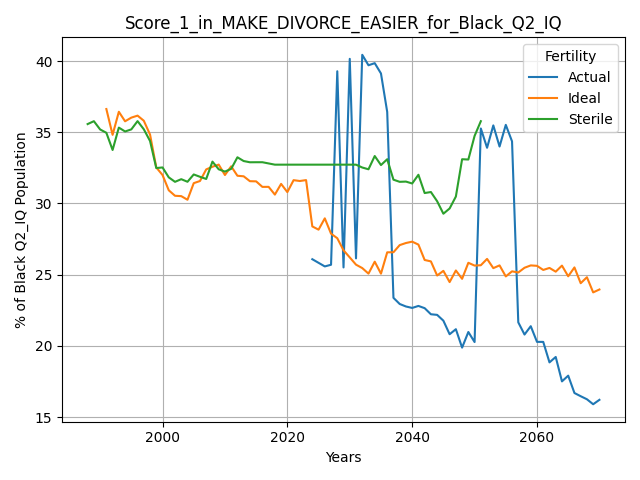 Score_1_in_MAKE_DIVORCE_EASIER_for_Black_Q2_IQ
Fertility
Actual
Ideal
Sterile
% of Black Q2_IQ Population
40
35
30
25
20
15
2000
2020
2040
2060
Years